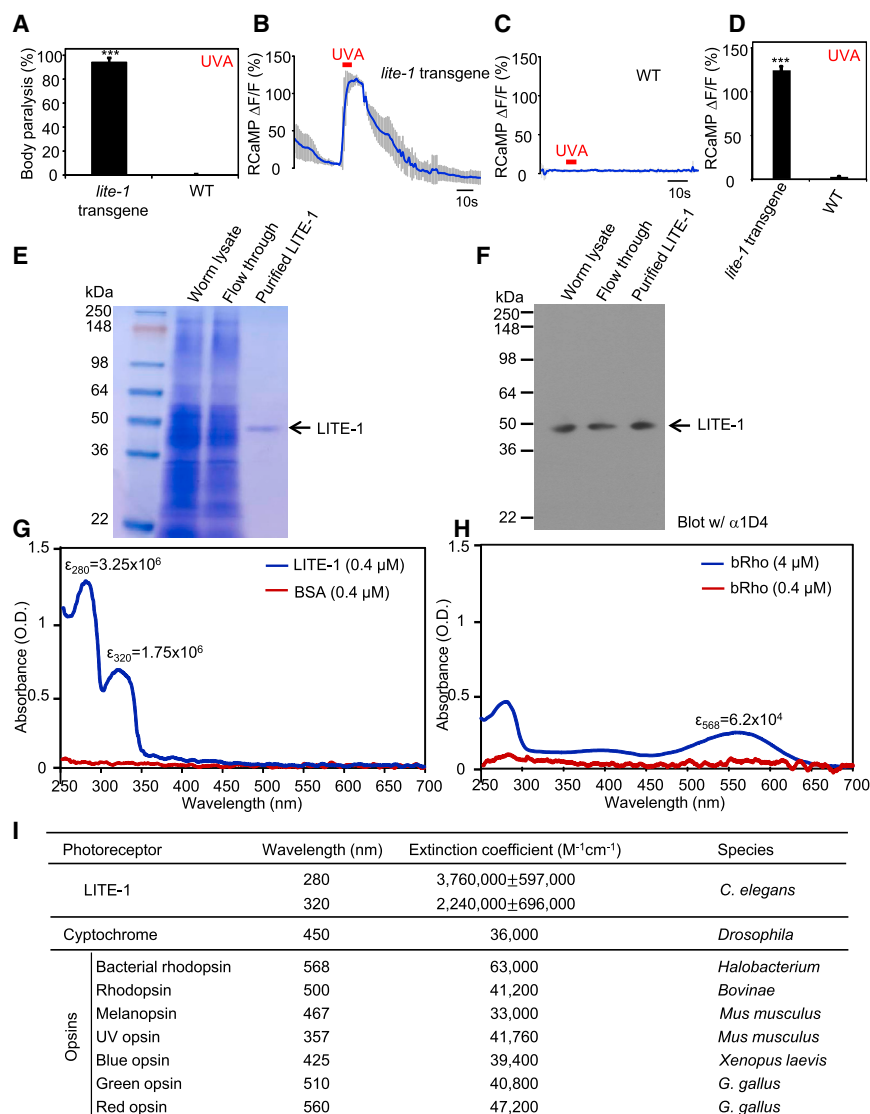 A
Body paralysis (%)
100
80
60
40
20
0
***
UVA
lite-1
transgene
WT
B
RCaMP ΔF/F (%)
150
100
50
0
UVA
lite-1 transgene
10s
C
RCaMP ΔF/F (%)
150
100
50
0
WT
UVA
10s
D
RCaMP ΔF/F (%)
150
100
50
0
***
UVA
lite-1 transgene
WT
E
kDa
Worm lysate
Flow through
Purified LITE-1
250
148
98
64
50
36
22
LITE-1
F
kDa
Worm lysate
Flow through
Purified LITE-1
250
148
98
64
50
36
22
LITE-1
Blot w/ α1D4
G
Absorbance (O.D.)
1.5
1
0.5
0
ε280=3.25x10⁶
ε320=1.75x10⁶
LITE-1 (0.4 μM)
BSA (0.4 μM)
250 300 350 400 450 500 550 600 650 700
Wavelength (nm)
H
Absorbance (O.D.)
1.5
1
0.5
0
bRho (4 μM)
bRho (0.4 μM)
ε568=6.2x10⁴
250 300 350 400 450 500 550 600 650 700
Wavelength (nm)
I
Photoreceptor Wavelength (nm) Extinction coefficient (M⁻¹cm⁻¹) Species
LITE-1 280 3,760,000±597,000 C. elegans
320 2,240,000±696,000
Cyptochrome 450 36,000 Drosophila
Opsins
Bacterial rhodopsin 568 63,000 Halobacterium
Rhodopsin 500 41,200 Bovinae
Melanopsin 467 33,000 Mus musculus
UV opsin 357 41,760 Mus musculus
Blue opsin 425 39,400 Xenopus laevis
Green opsin 510 40,800 G. gallus
Red opsin 560 47,200 G. gallus